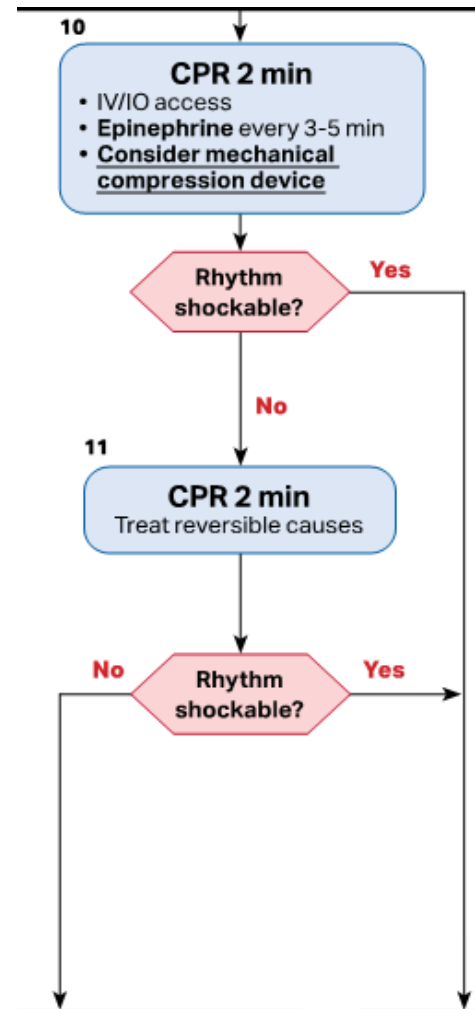 10
CPR 2 min
• IV/IO access
• Epinephrine every 3-5 min
• Consider mechanical
compression device
Rhythm
shockable?
Yes
No
11
CPR 2 min
Treat reversible causes
No
Rhythm
shockable?
Yes